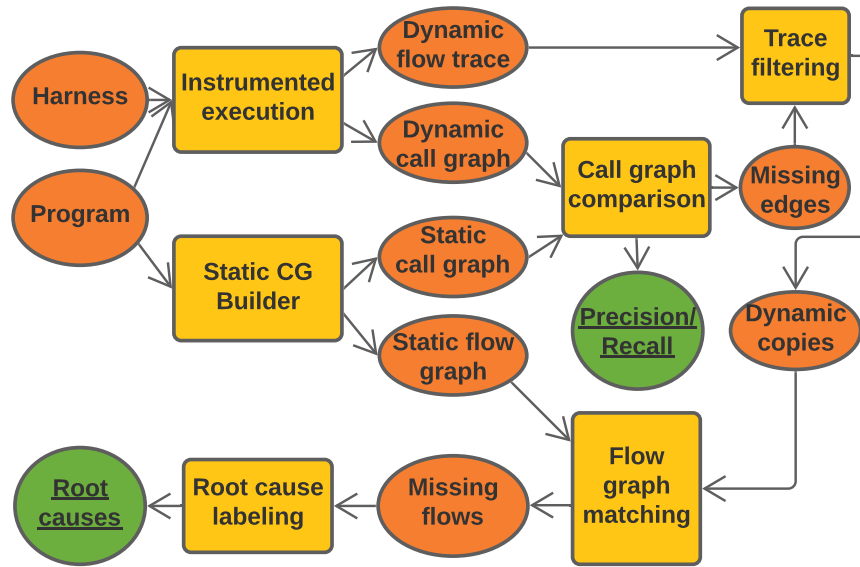 Dynamic
flow trace
Trace
filtering
Harness
Instrumented
execution
Dynamic
call graph
Call graph
comparison
Missing
edges
Program
Static
call graph
Static CG
Builder
Precision/
Recall
Dynamic
copies
Static flow
graph
Flow
graph
matching
Missing
flows
Root cause
labeling
Root
causes